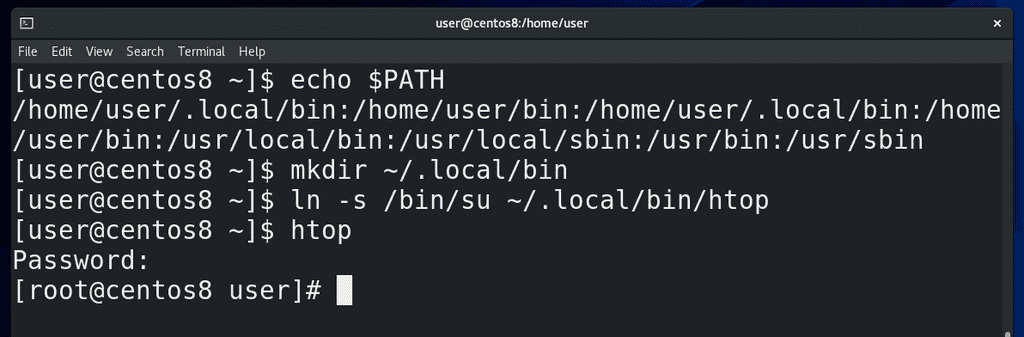 user@centos8:/home/user
×
File Edit View Search Terminal Help
[user@centos8 ~]$ echo $PATH
/home/user/.local/bin:/home/user/bin:/home/user/.local/bin:/home
/user/bin:/usr/local/bin:/usr/local/sbin:/usr/bin:/usr/sbin
[user@centos8 ~]$ mkdir ~/.local/bin
[user@centos8 ~]$ ln -s /bin/su ~/.local/bin/htop
[user@centos8 ~]$ htop
Password:
[root@centos8 user]#